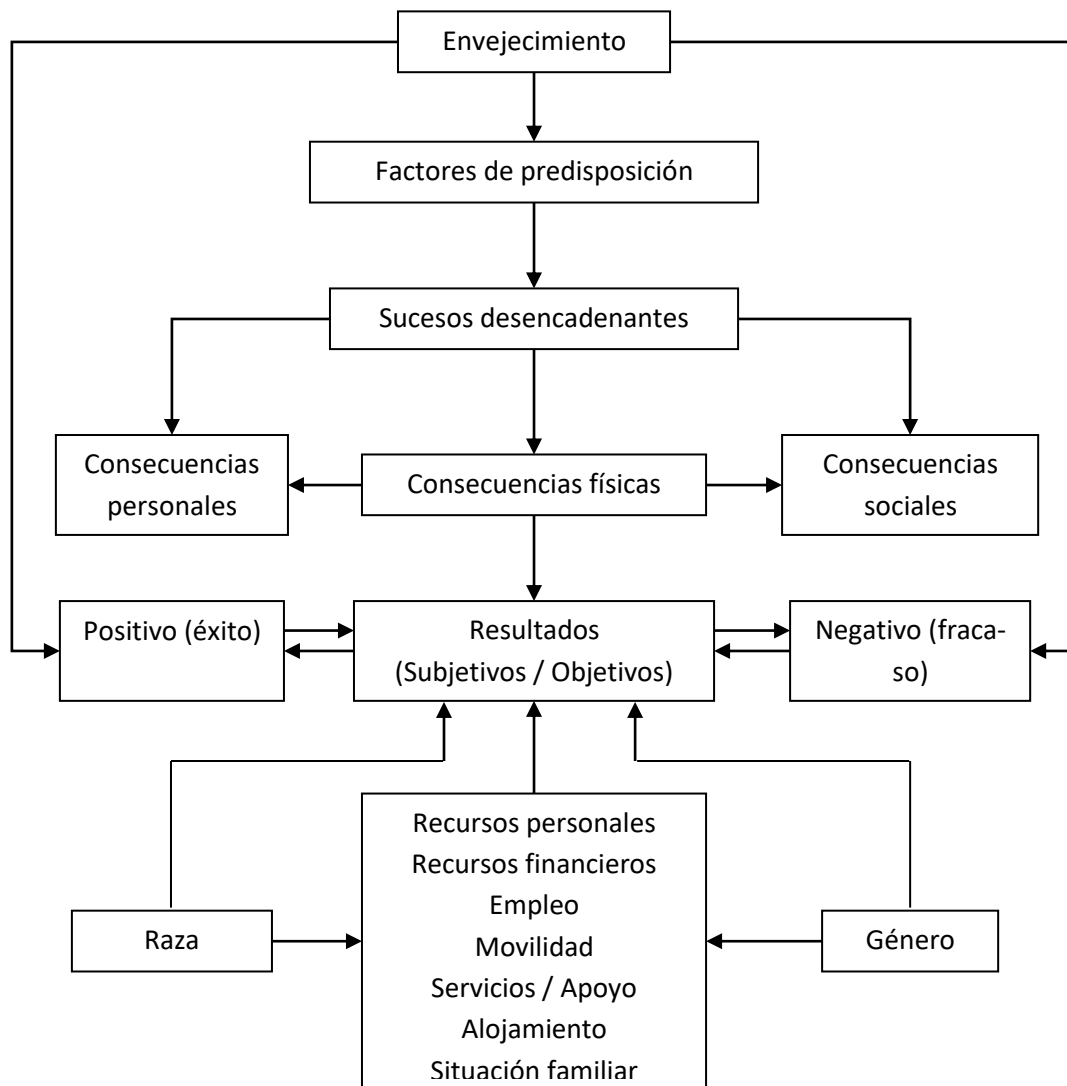 Envejecimiento
Factores de predisposición
Sucesos desencadenantes
Consecuencias
personales
Consecuencias físicas
Consecuencias
sociales
Positivo (éxito)
Resultados
(Subjetivos / Objetivos)
Negativo (fraca-
so)
Recursos personales
Recursos financieros
Empleo
Movilidad
Servicios / Apoyo
Alojamiento
Situación familiar
Raza
Género